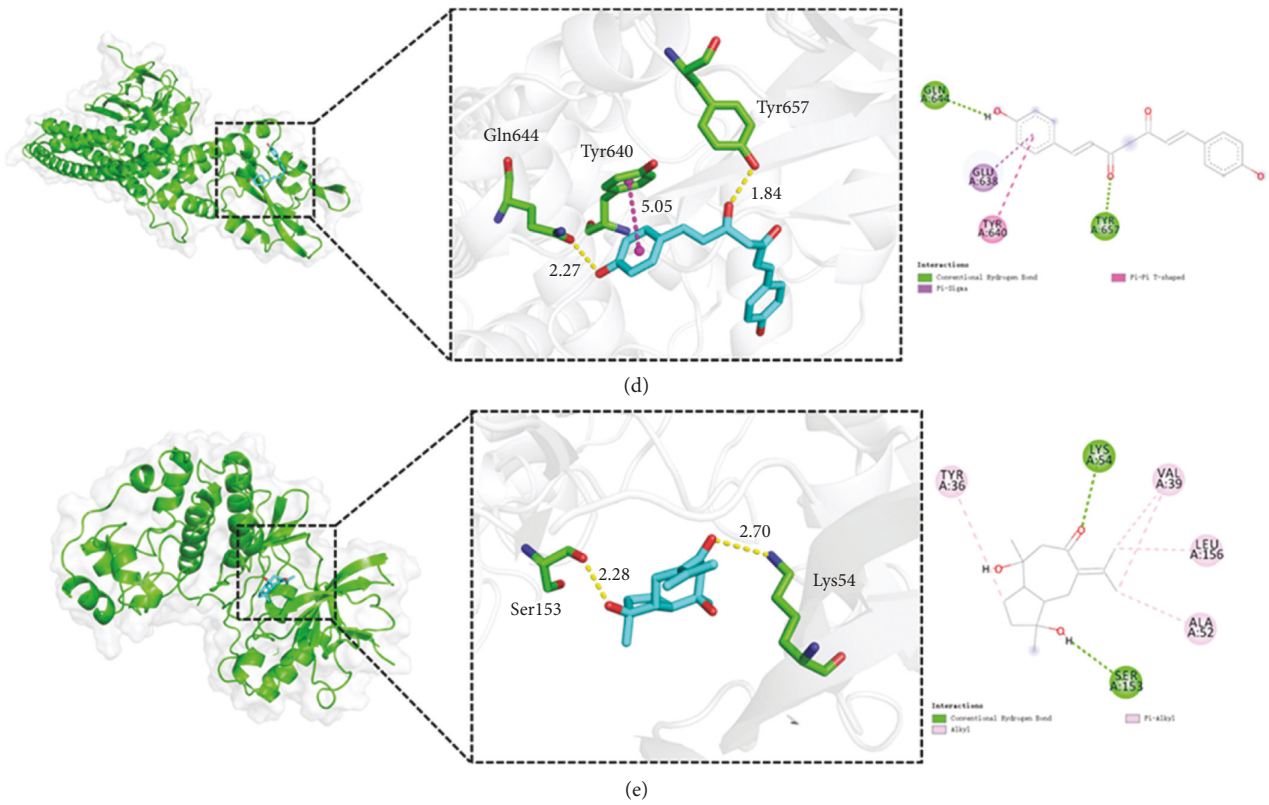 Gln644
Tyr640
Tyr657
5.05
1.84
2.27
GLN
A:644
H
O
O
O
O
GLU
A:638
TYR
A:640
TYR
A:657
Interactions
Conventional Hydrogen Bond
Pi-Sigma
Pi-Pi T-shaped
(d)
Ser153
2.28
2.70
Lys54
TYR
A:36
LYS
A:54
VAL
A:39
LEU
A:156
ALA
A:52
SER
A:153
O
H
O
O
H
Interactions
Conventional Hydrogen Bond
Alkyl
Pi-Alkyl
(e)